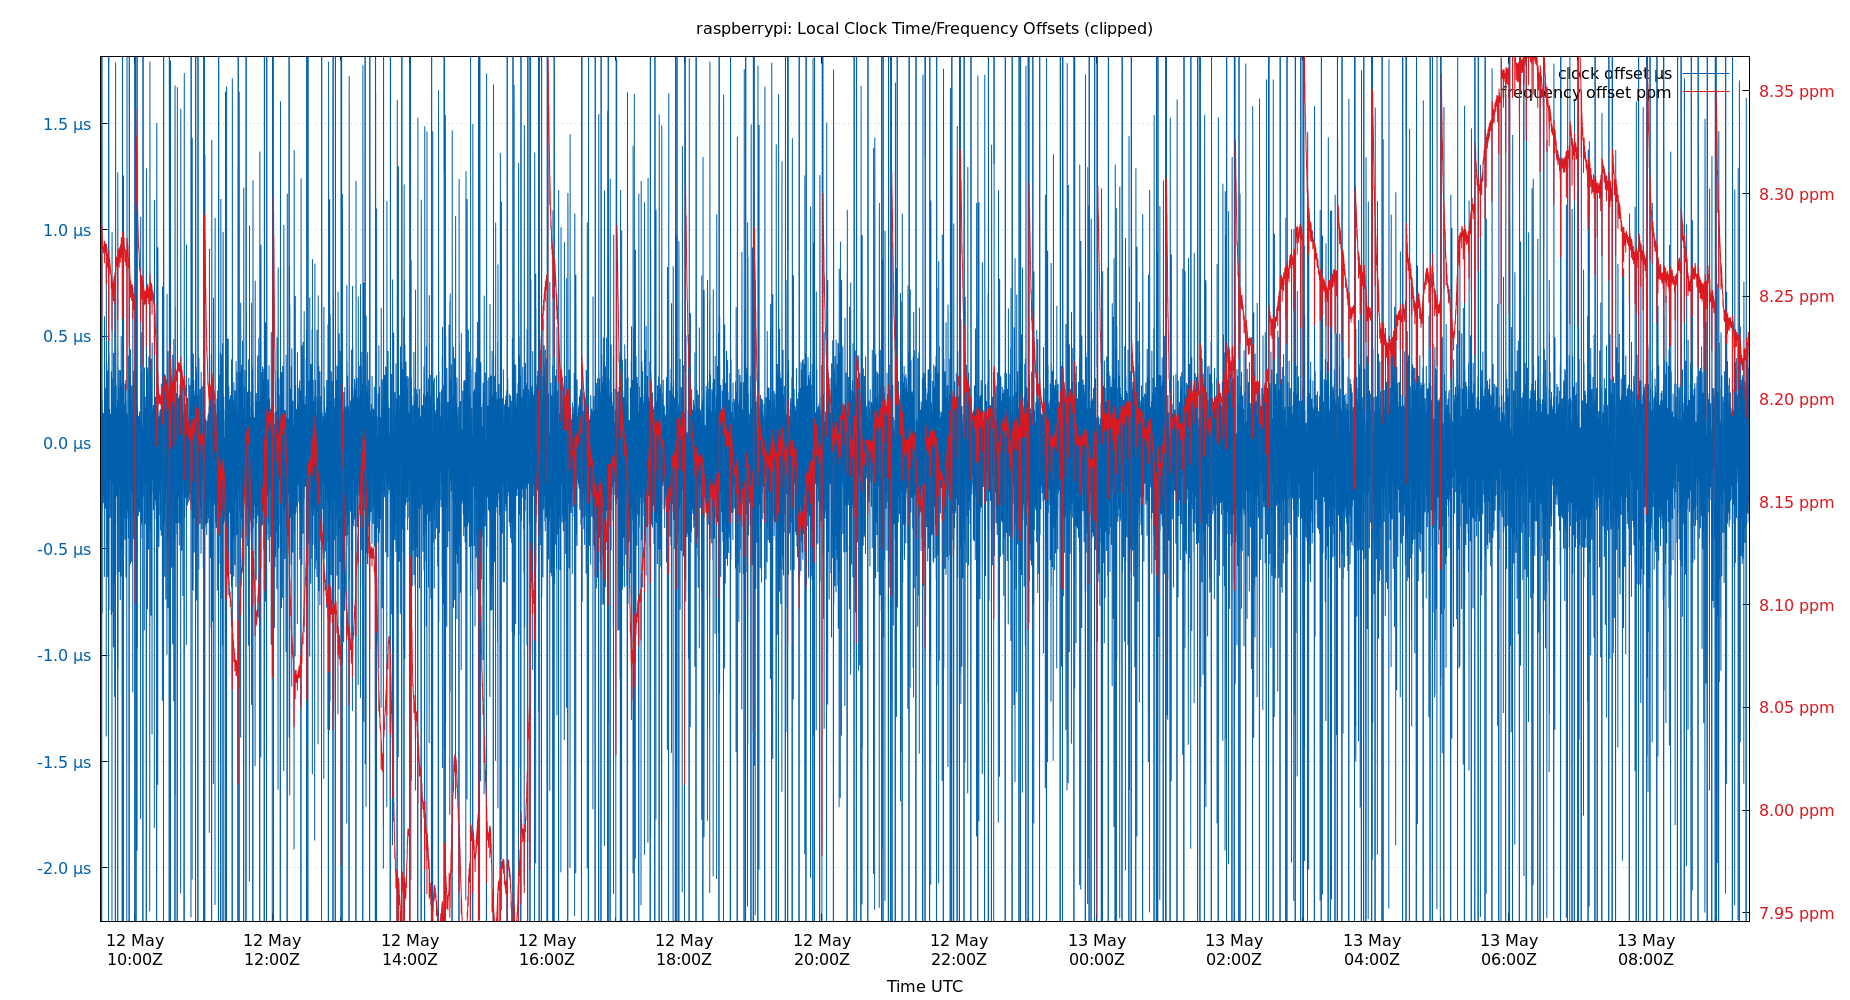 raspberrypi: Local Clock Time/Frequency Offsets (clipped)
clock offset µs
frequency offset ppm
1.5 µs
1.0 µs
0.5 µs
0.0 µs
-0.5 µs
-1.0 µs
-1.5 µs
-2.0 µs
8.35 ppm
8.30 ppm
8.25 ppm
8.20 ppm
8.15 ppm
8.10 ppm
8.05 ppm
8.00 ppm
7.95 ppm
12 May 12 May 12 May 12 May 12 May 12 May 12 May 13 May 13 May 13 May 13 May 13 May
10:00Z 12:00Z 14:00Z 16:00Z 18:00Z 20:00Z 22:00Z 00:00Z 02:00Z 04:00Z 06:00Z 08:00Z
Time UTC